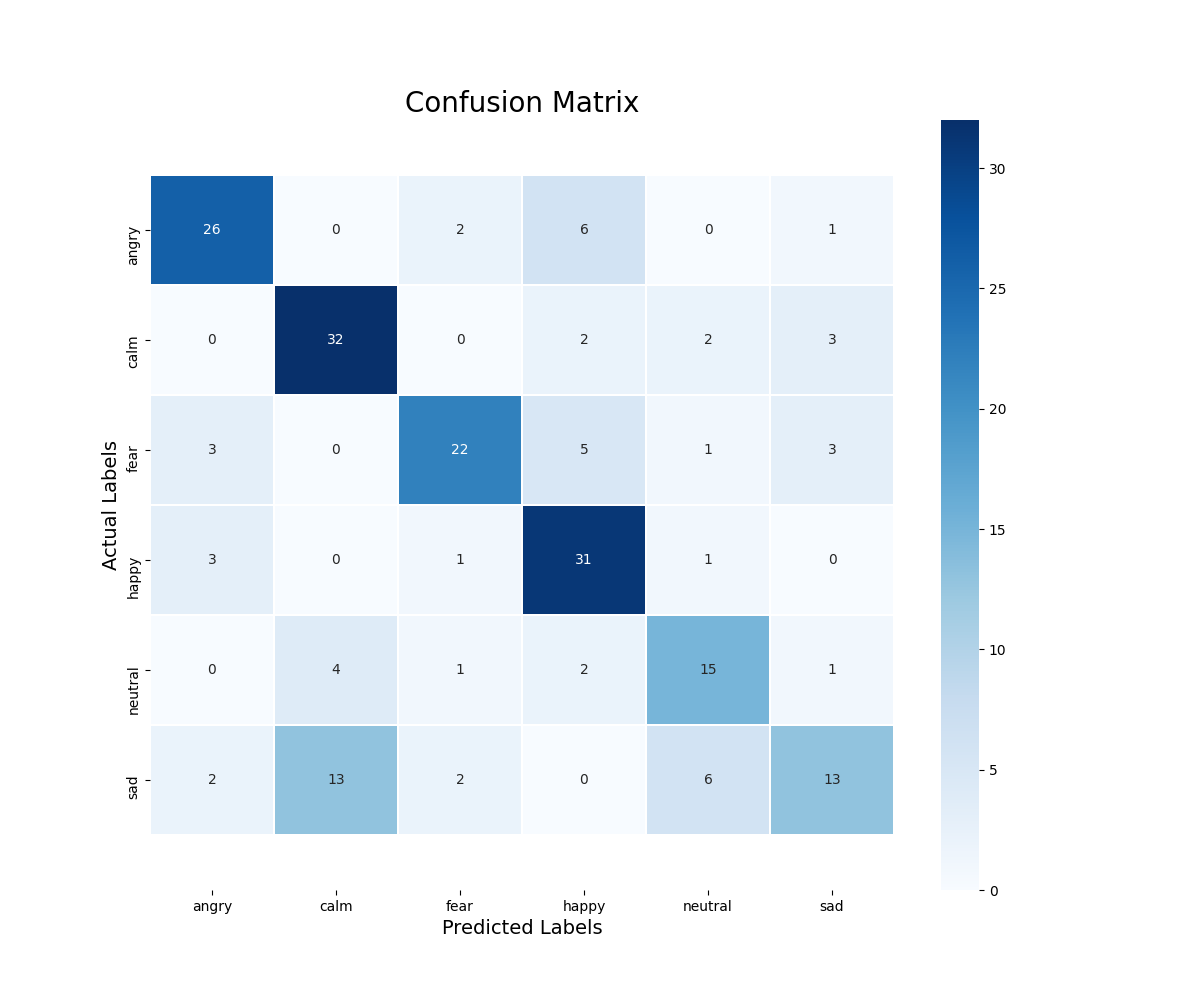 Confusion Matrix
angry 26 0 2 6 0 1
calm 0 32 0 2 2 3
fear 3 0 22 5 1 3
happy 3 0 1 31 1 0
neutral 0 4 1 2 15 1
sad 2 13 2 0 6 13
angry calm fear happy neutral sad
Predicted Labels
Actual Labels
30
25
20
15
10
5
0